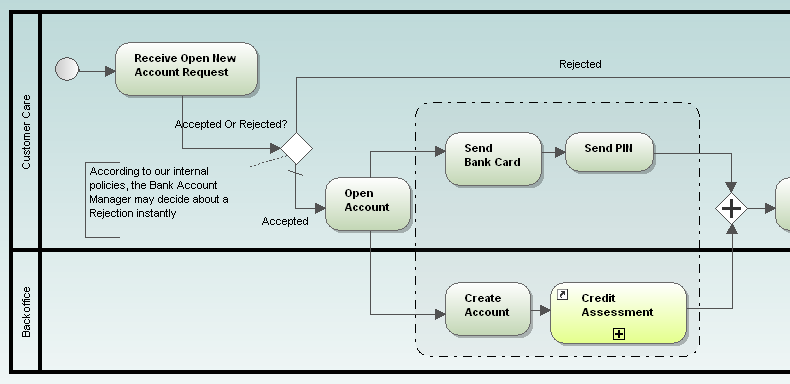 Customer Care
Receive Open New
Account Request
Rejected
Accepted Or Rejected?
According to our internal
policies, the Bank Account
Manager may decide about a
Rejection instantly
Accepted
Open
Account
Send
Bank Card
Send PIN
Backoffice
Create
Account
Credit
Assessment